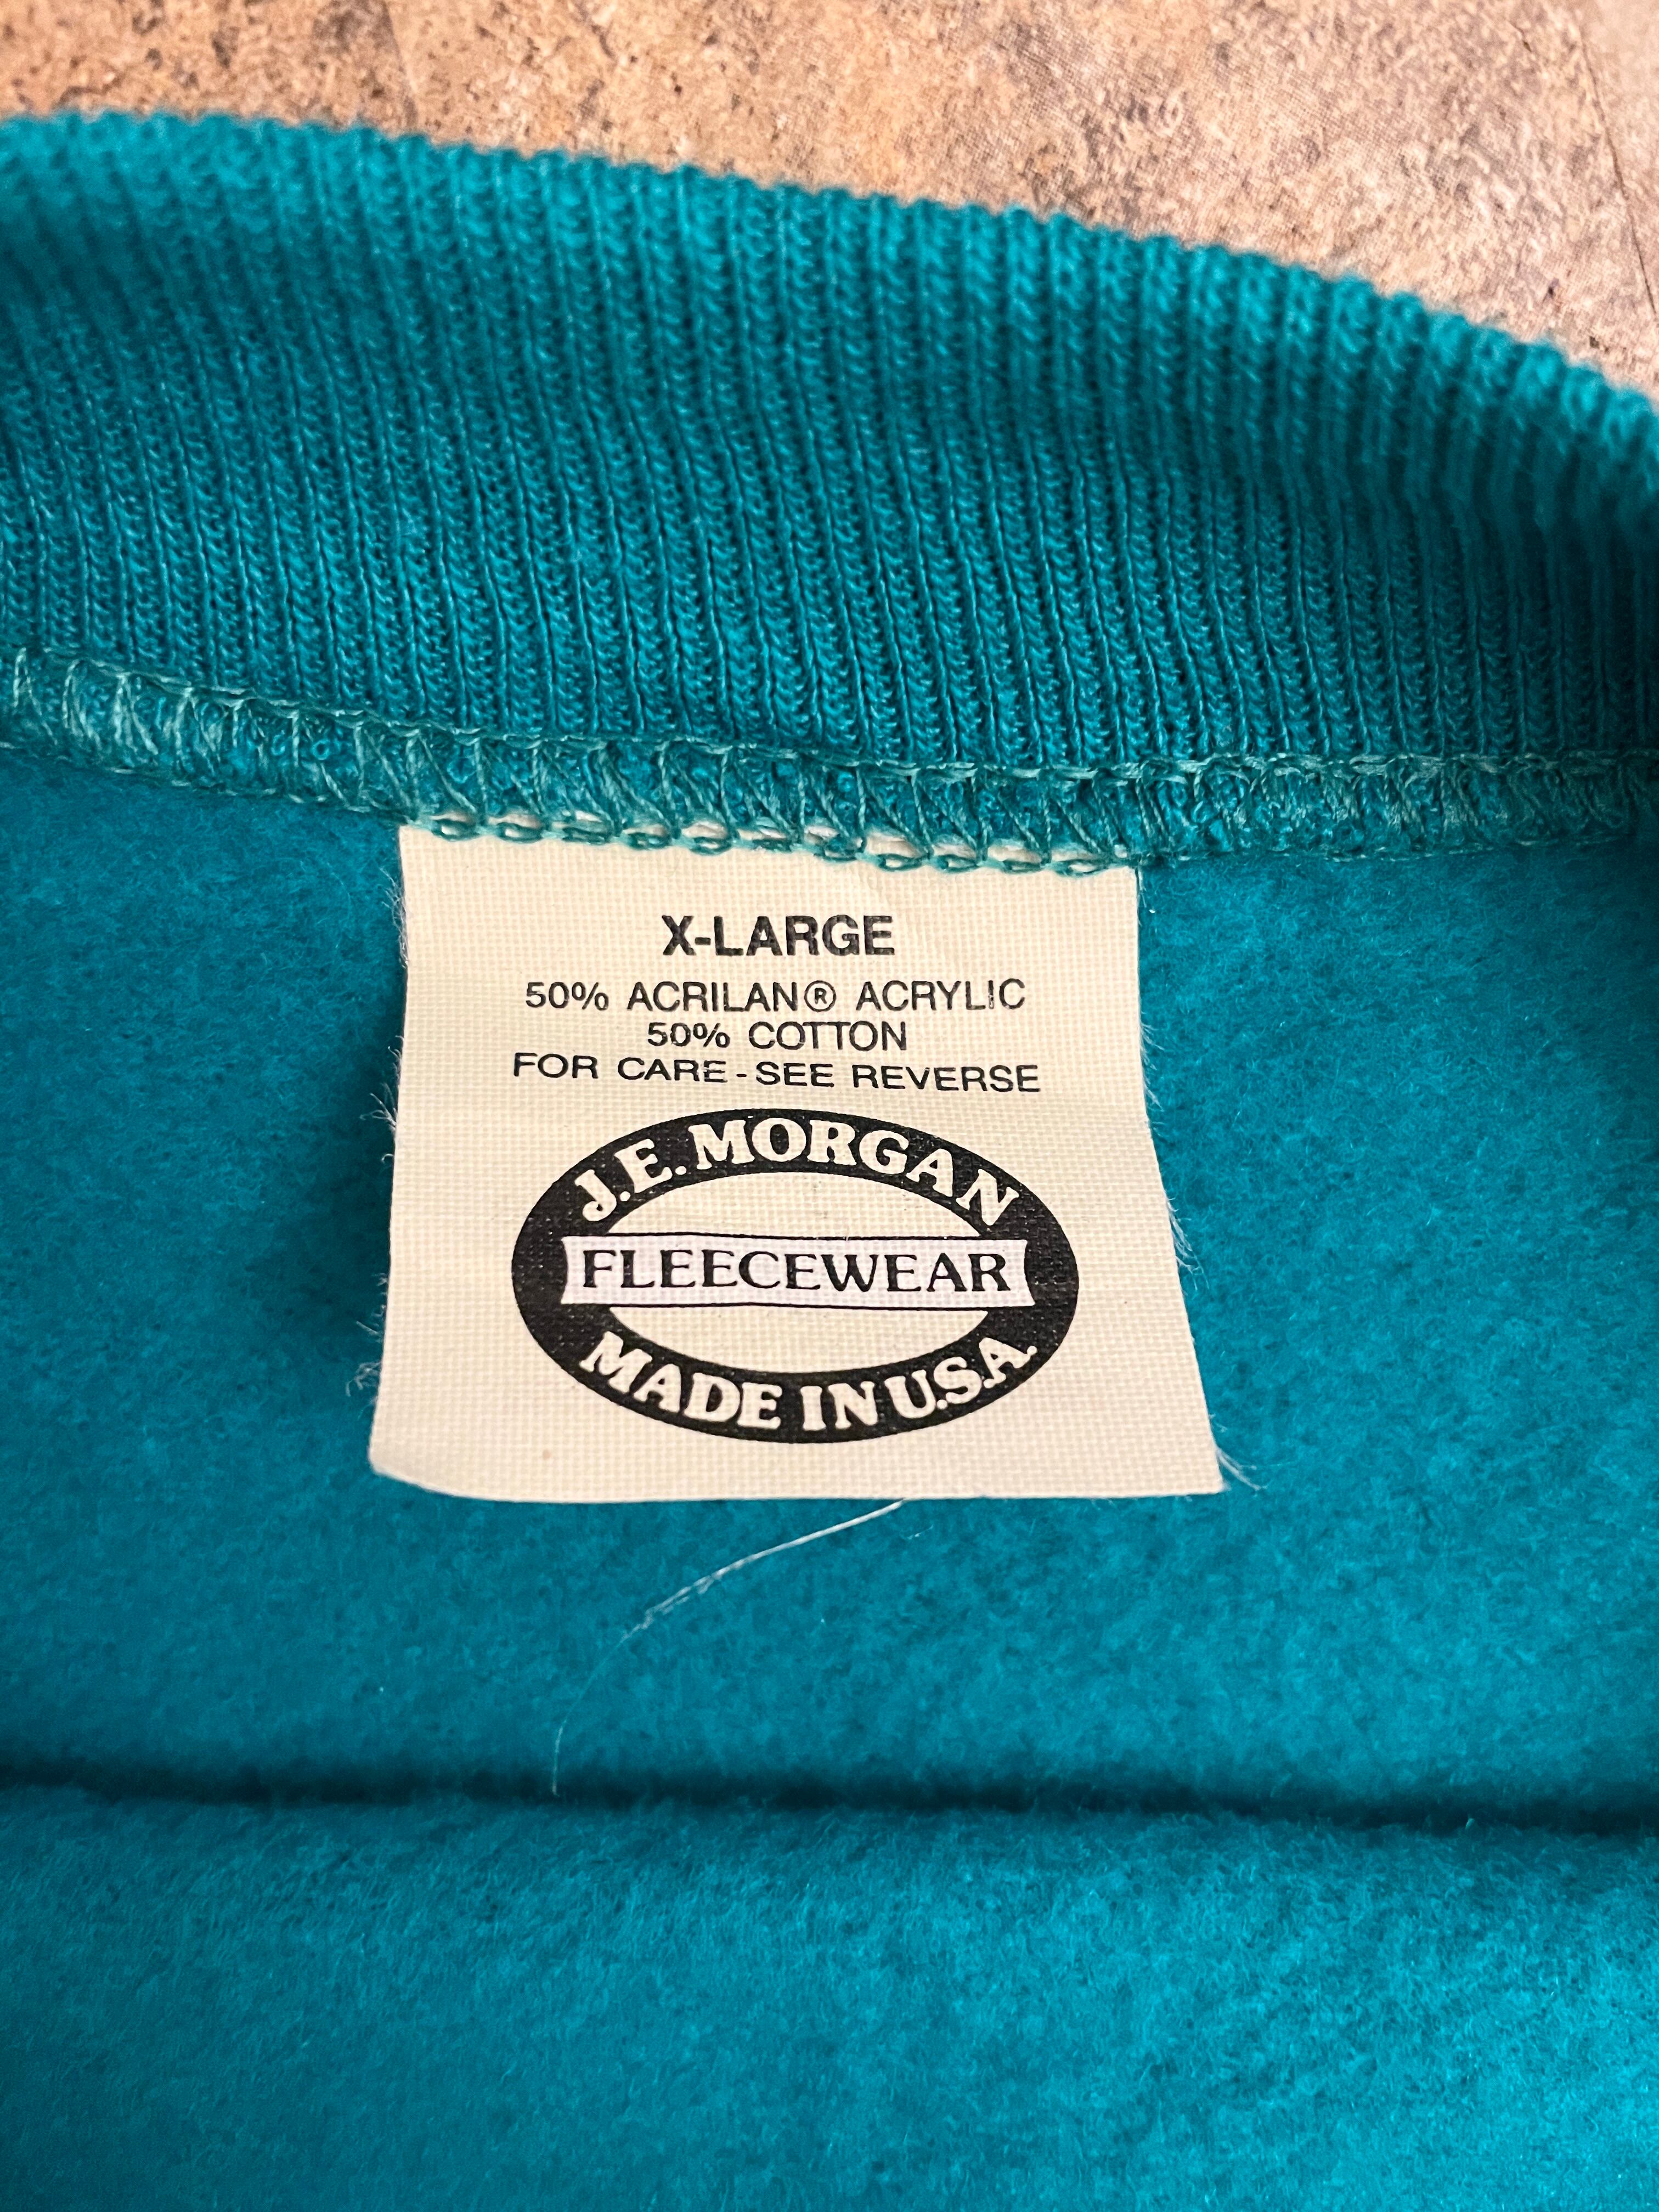 X-LARGE
50% ACRILAN® ACRYLIC
50% COTTON
FOR CARE - SEE REVERSE
J.E. MORGAN
FLEECEWEAR
MADE IN U.S.A.